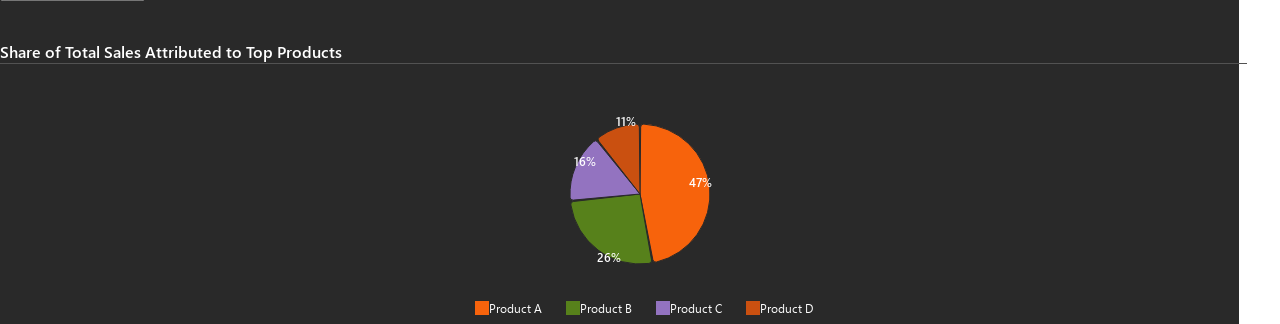 Share of Total Sales Attributed to Top Products
11%
16%
47%
26%
Product A
Product B
Product C
Product D